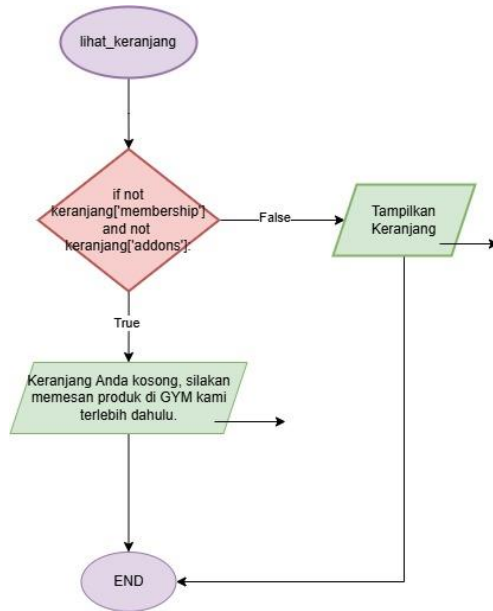 lihat_keranjang
if not
keranjang['membership']
and not
keranjang['addons']:
False
Tampilkan
Keranjang
True
Keranjang Anda kosong, silakan
memesan produk di GYM kami
terlebih dahulu.
END